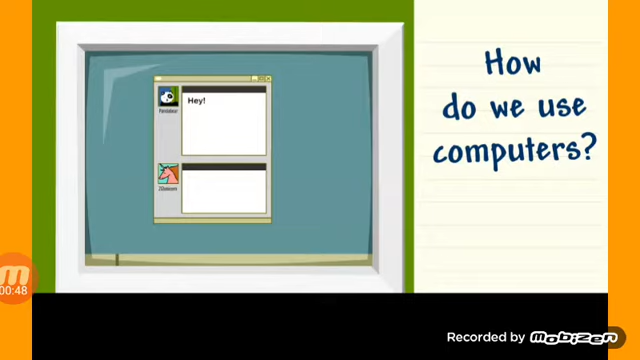 Hey!
How
do we use
computers?
00:48
Recorded by mobizen